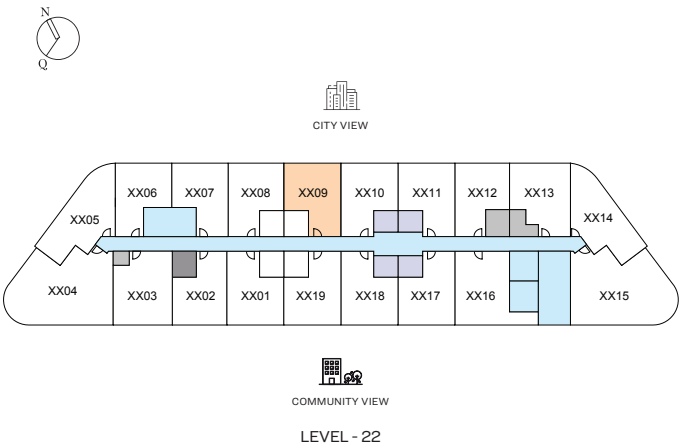 N
Q
CITY VIEW
XX06 XX07 XX08 XX09 XX10 XX11 XX12 XX13
XX05 XX14
XX04 XX03 XX02 XX01 XX19 XX18 XX17 XX16 XX15
COMMUNITY VIEW
LEVEL - 22